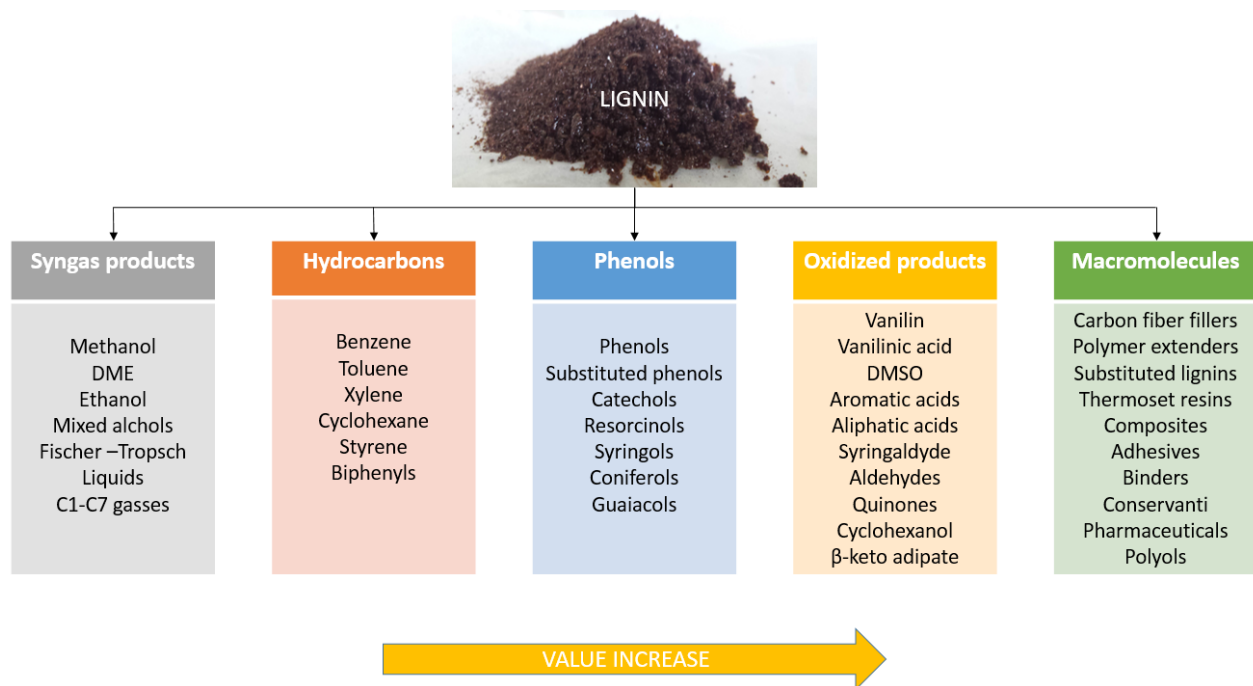 LIGNIN
Syngas products
Methanol
DME
Ethanol
Mixed alchols
Fischer –Tropsch
Liquids
C1-C7 gasses
Hydrocarbons
Benzene
Toluene
Xylene
Cyclohexane
Styrene
Biphenyls
Phenols
Phenols
Substituted phenols
Catechols
Resorcinols
Syringols
Coniferols
Guaiacols
Oxidized products
Vanilin
Vanilinic acid
DMSO
Aromatic acids
Aliphatic acids
Syringaldyde
Aldehydes
Quinones
Cyclohexanol
β-keto adipate
Macromolecules
Carbon fiber fillers
Polymer extenders
Substituted lignins
Thermoset resins
Composites
Adhesives
Binders
Conservanti
Pharmaceuticals
Polyols
VALUE INCREASE